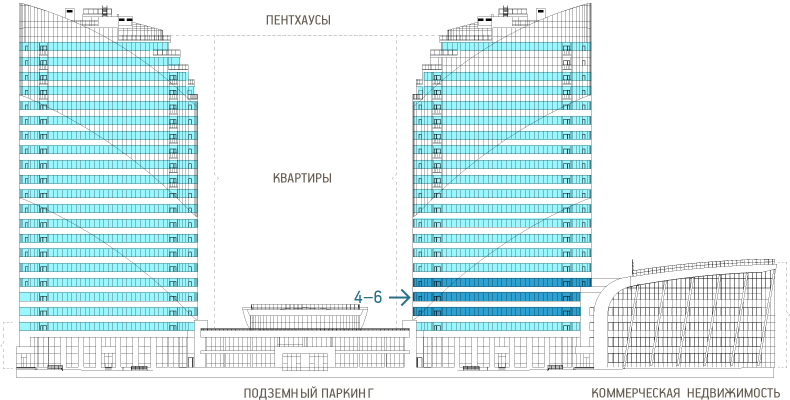 ПЕНТХАУСЫ
КВАРТИРЫ
4–6
ПОДЗЕМНЫЙ ПАРКИНГ
КОММЕРЧЕСКАЯ НЕДВИЖИМОСТЬ